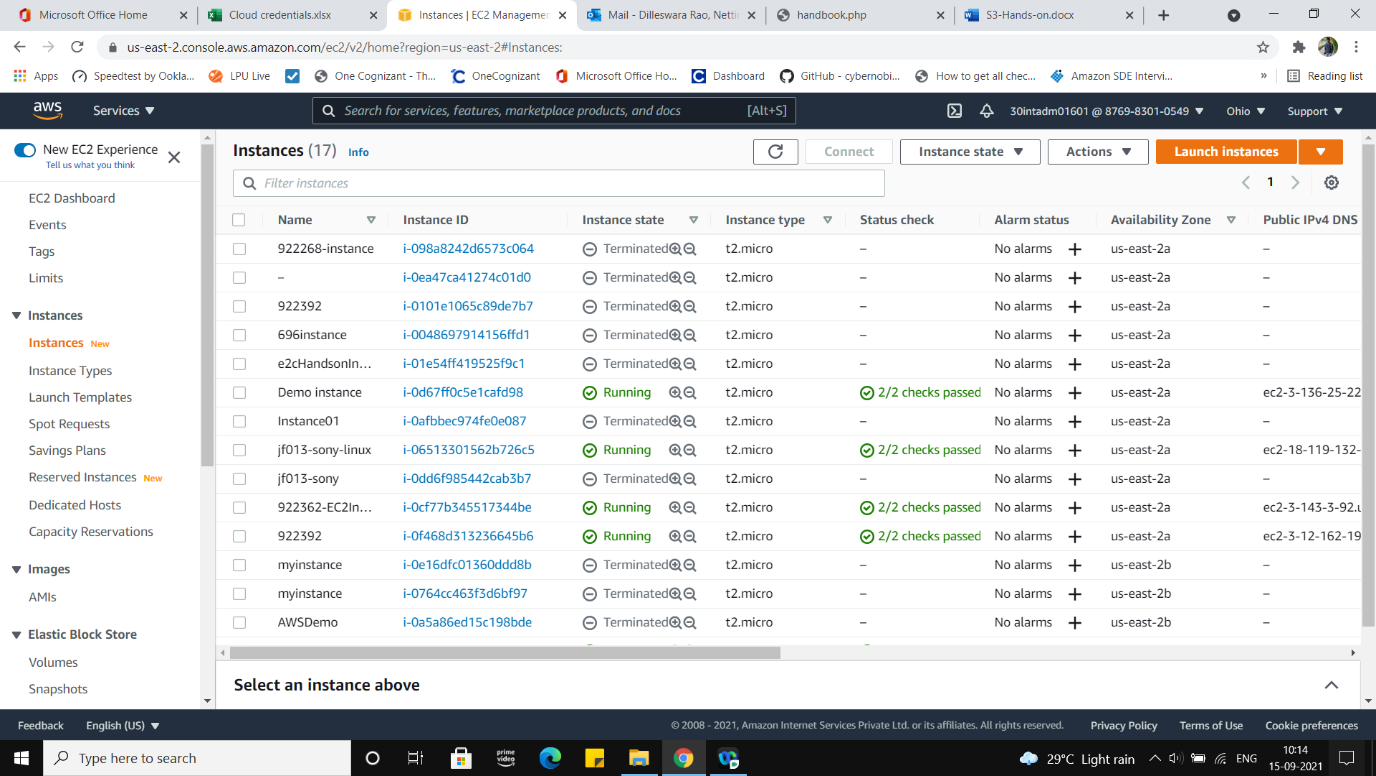 Microsoft Office Home
Cloud credentials.xlsx
Instances | EC2 Managemen
Mail - Dilleswara Rao, Netti
handbook.php
S3-Hands-on.docx
us-east-2.console.aws.amazon.com/ec2/v2/home?region=us-east-2#Instances:
Apps Speedtest by Ookla... LPU Live One Cognizant - Th... OneCognizant Microsoft Office Ho... Dashboard GitHub - cybernobi... How to get all chec... Amazon SDE Intervi... » Reading list
aws Services Search for services, features, marketplace products, and docs [Alt+S] 30intadm01601 @ 8769-8301-0549 Ohio Support
New EC2 Experience
Tell us what you think
EC2 Dashboard
Events
Tags
Limits
Instances
Instances New
Instance Types
Launch Templates
Spot Requests
Savings Plans
Reserved Instances New
Dedicated Hosts
Capacity Reservations
Images
AMIs
Elastic Block Store
Volumes
Snapshots
Instances (17) Info Connect Instance state Actions Launch instances
Filter instances 1
Name Instance ID Instance state Instance type Status check Alarm status Availability Zone Public IPv4 DNS
922268-instance i-098a8242d6573c064 Terminated t2.micro – No alarms + us-east-2a –
– i-0ea47ca41274c01d0 Terminated t2.micro – No alarms + us-east-2a –
922392 i-0101e1065c89de7b7 Terminated t2.micro – No alarms + us-east-2a –
696instance i-0048697914156ffd1 Terminated t2.micro – No alarms + us-east-2a –
e2cHandsonIn... i-01e54ff419525f9c1 Terminated t2.micro – No alarms + us-east-2a –
Demo instance i-0d67ff0c5e1cafd98 Running t2.micro 2/2 checks passed No alarms + us-east-2a ec2-3-136-25-22
Instance01 i-0afbbec974fe0e087 Terminated t2.micro – No alarms + us-east-2a –
jf013-sony-linux i-06513301562b726c5 Running t2.micro 2/2 checks passed No alarms + us-east-2a ec2-18-119-132-
jf013-sony i-0dd6f985442cab3b7 Terminated t2.micro – No alarms + us-east-2a –
922362-EC2In... i-0cf77b345517344be Running t2.micro 2/2 checks passed No alarms + us-east-2a ec2-3-143-3-92.u
922392 i-0f468d313236645b6 Running t2.micro 2/2 checks passed No alarms + us-east-2a ec2-3-12-162-19
myinstance i-0e16dfc01360ddd8b Terminated t2.micro – No alarms + us-east-2b –
myinstance i-0764cc463f3d6bf97 Terminated t2.micro – No alarms + us-east-2b –
AWSDemo i-0a5a86ed15c198bde Terminated t2.micro – No alarms + us-east-2b –
Select an instance above
Feedback English (US) © 2008 - 2021, Amazon Internet Services Private Ltd. or its affiliates. All rights reserved. Privacy Policy Terms of Use Cookie preferences
Type here to search
prime video
29°C Light rain ENG
10:14
15-09-2021